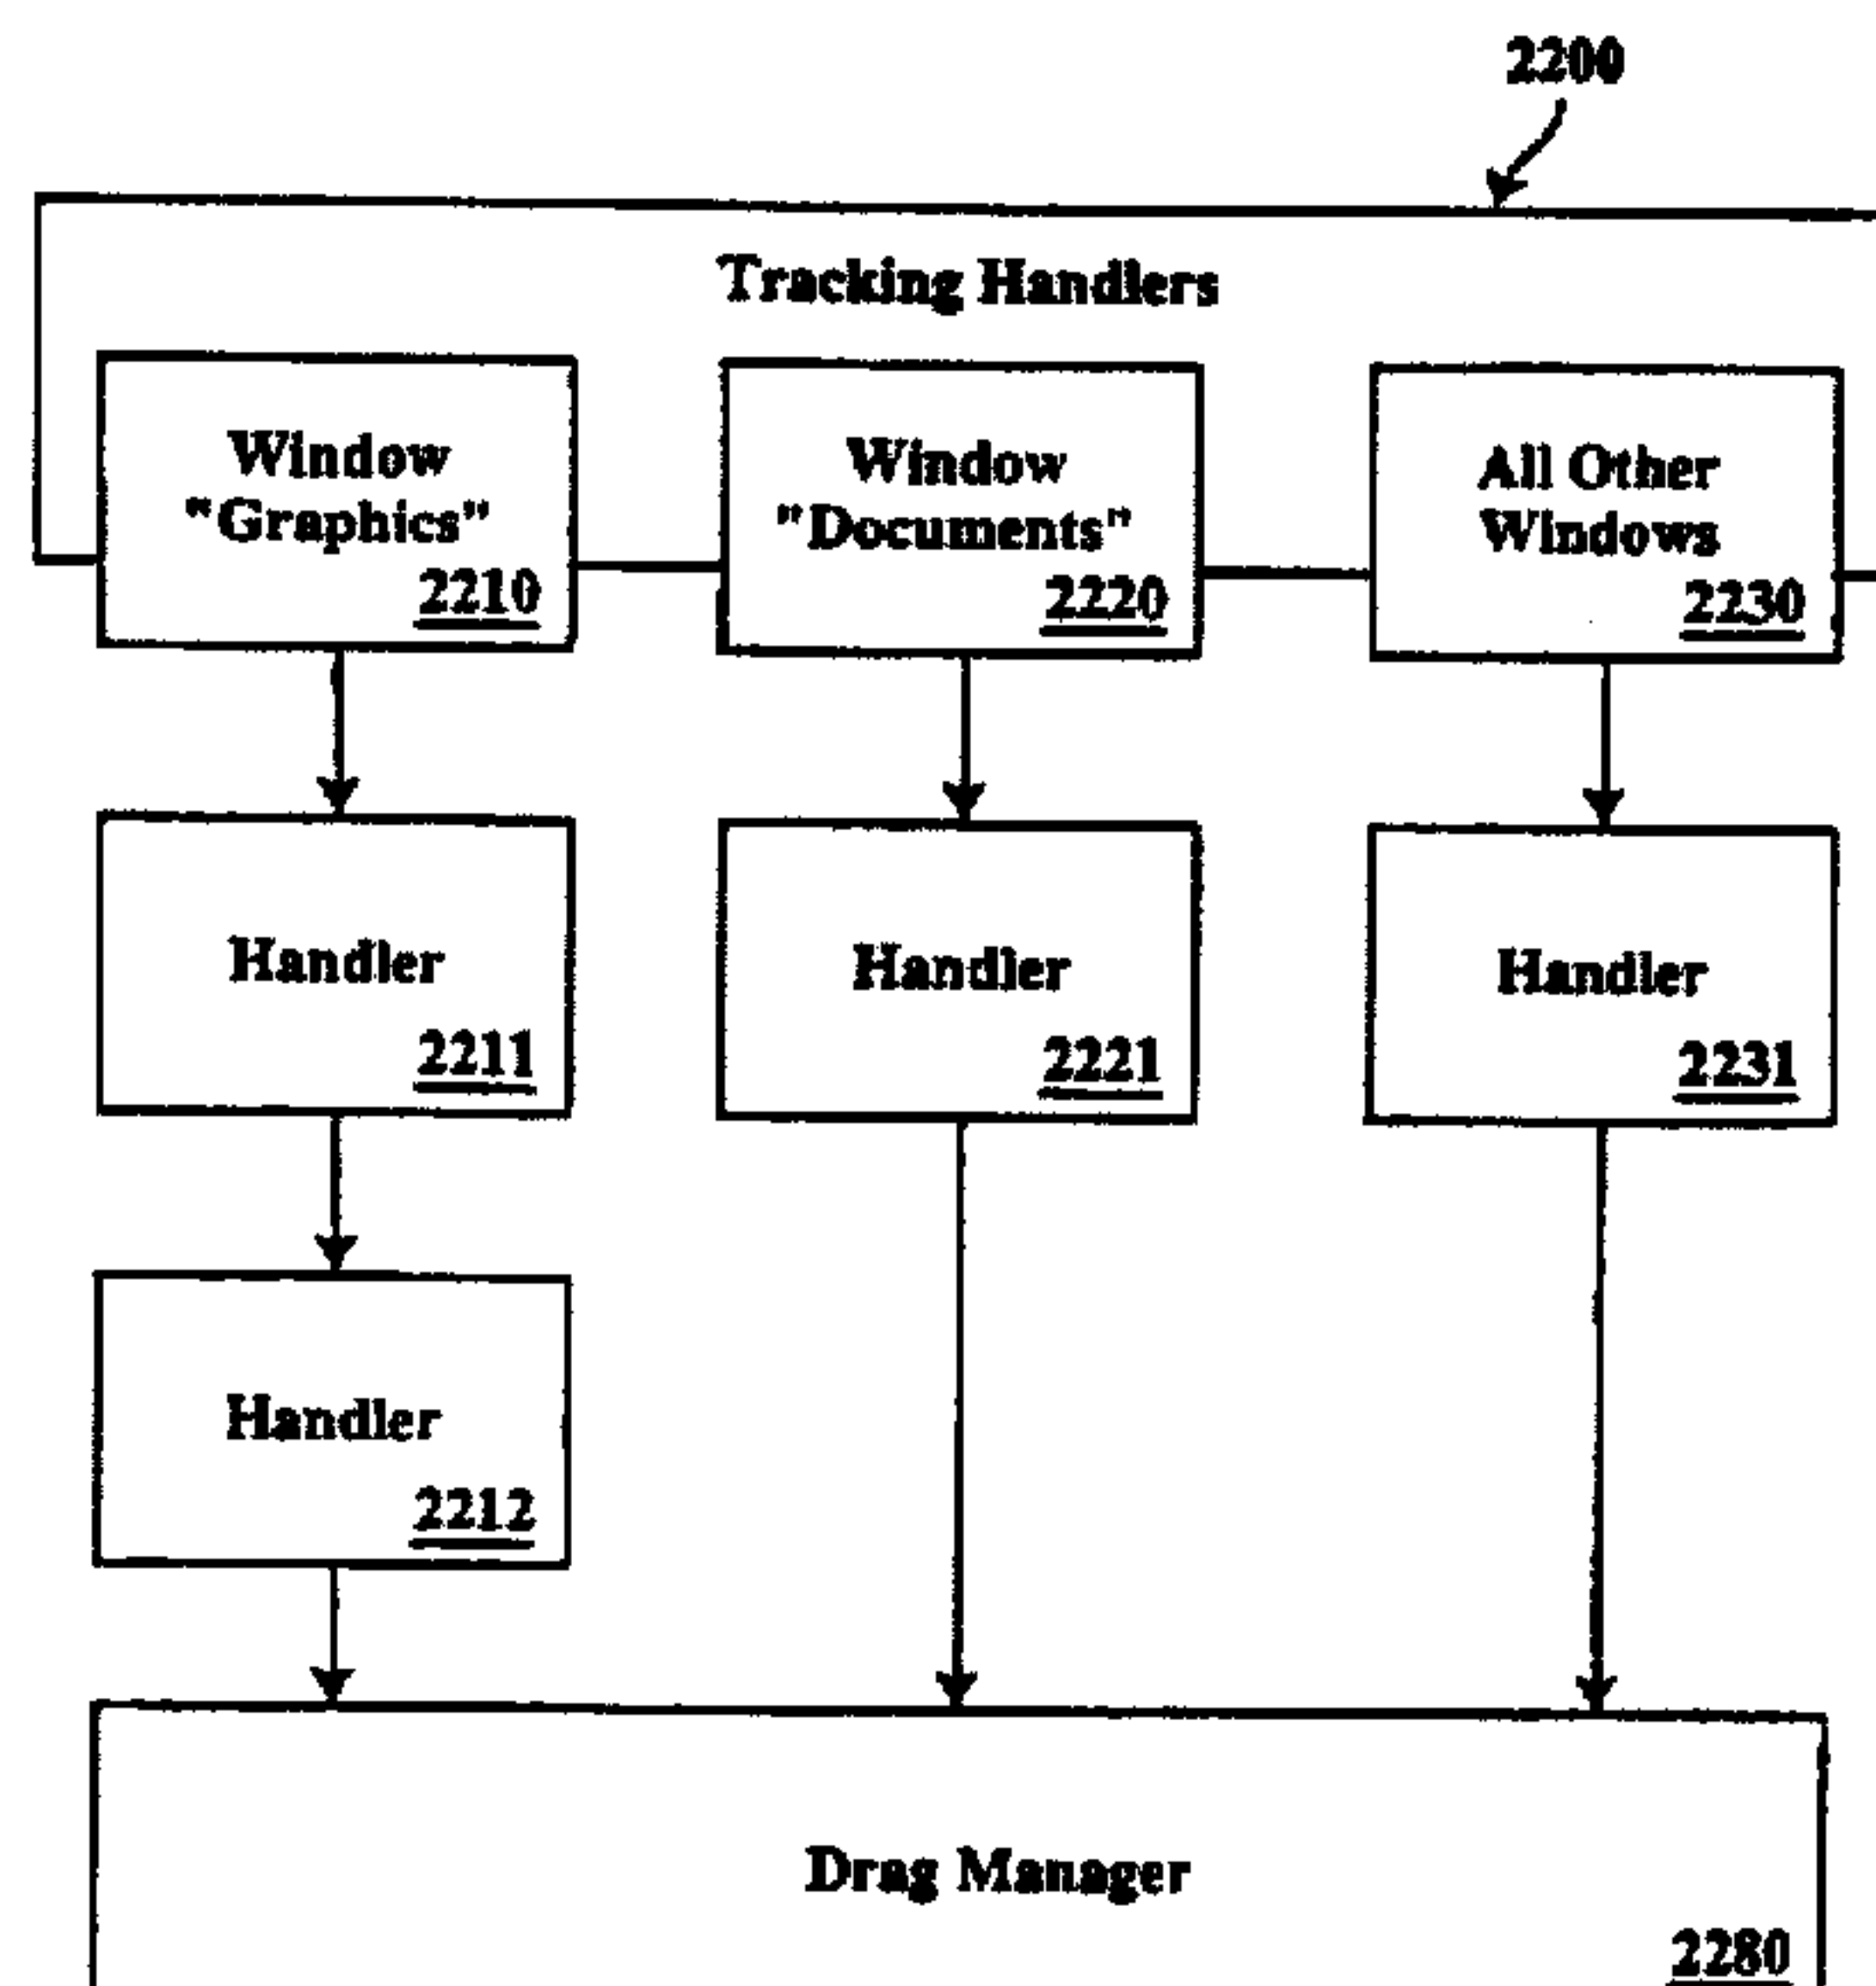 2200
Tracking Handlers
Window
"Graphics"
2210
Window
"Documents"
2220
All Other
Windows
2230
Handler
2211
Handler
2221
Handler
2231
Handler
2212
Drag Manager
2280